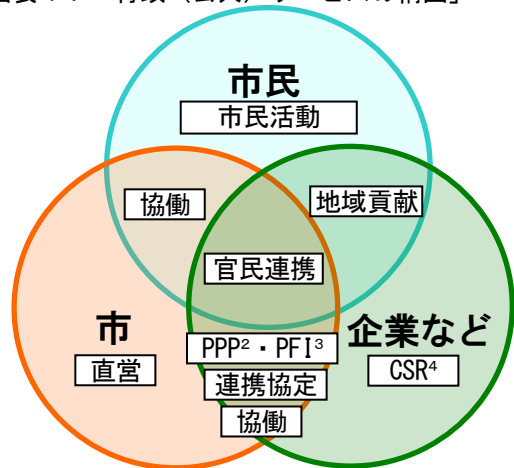 市民
市民活動
協働
地域貢献
官民連携
市
企業など
PPP²・PFI³
直営
CSR⁴
連携協定
協働